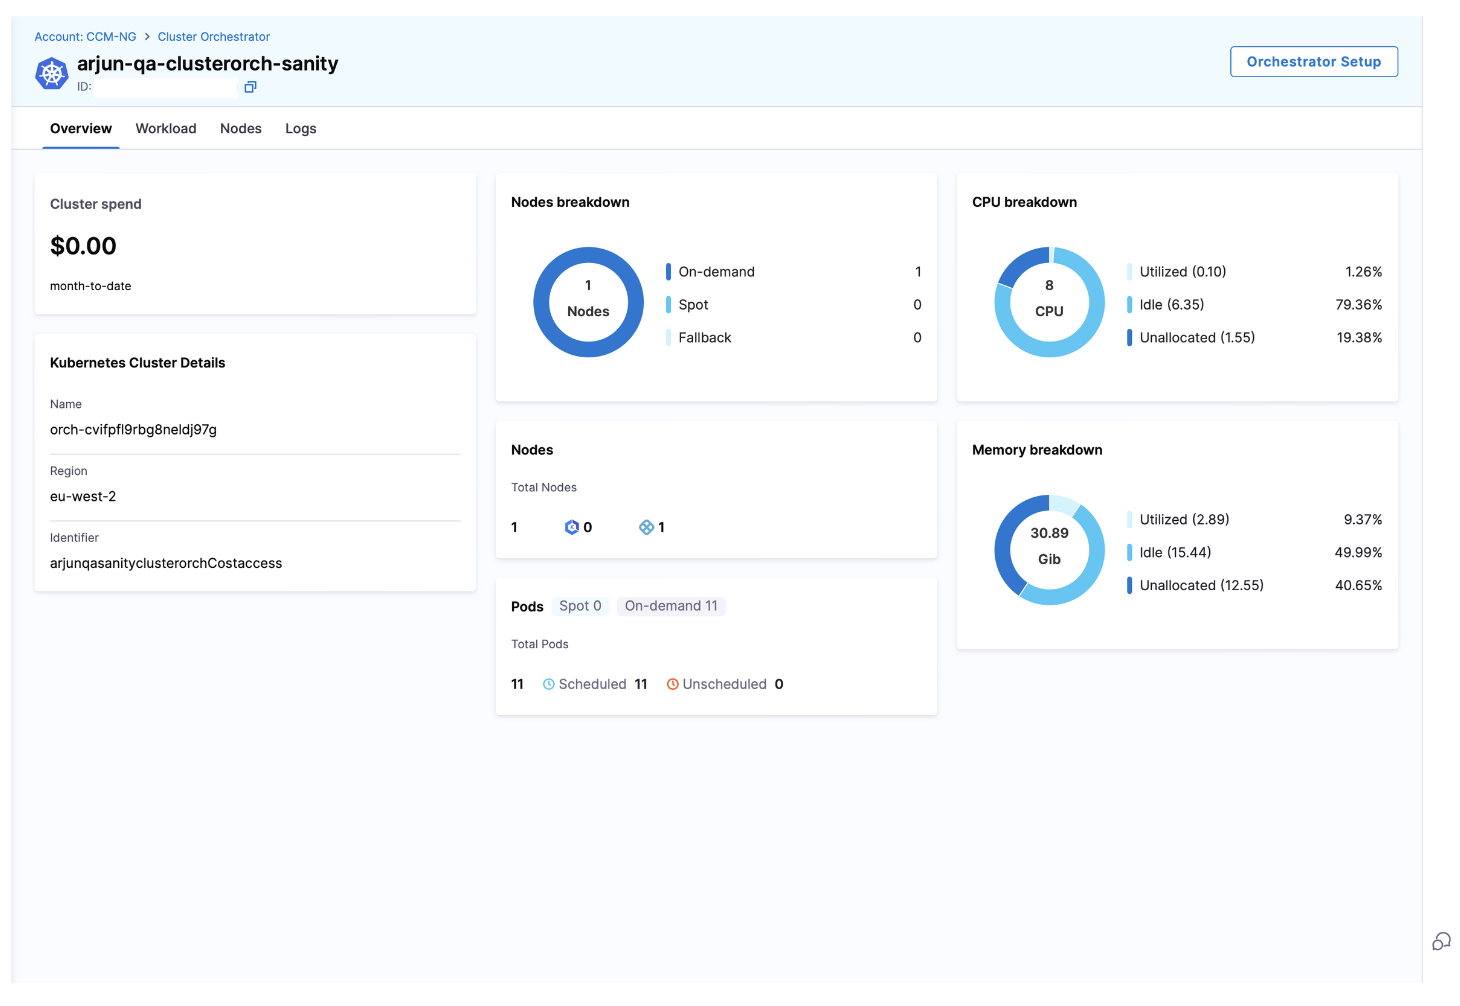 Account: CCM-NG > Cluster Orchestrator
arjun-qa-clusterorch-sanity
ID:
Orchestrator Setup
Overview Workload Nodes Logs
Cluster spend
$0.00
month-to-date
Kubernetes Cluster Details
Name
orch-cvifpfl9rbg8neldj97g
Region
eu-west-2
Identifier
arjunqasanityclusterorchCostaccess
Nodes breakdown
1
Nodes
On-demand 1
Spot 0
Fallback 0
Nodes
Total Nodes
1 0 1
Pods Spot 0 On-demand 11
Total Pods
11 Scheduled 11 Unscheduled 0
CPU breakdown
8
CPU
Utilized (0.10) 1.26%
Idle (6.35) 79.36%
Unallocated (1.55) 19.38%
Memory breakdown
30.89
Gib
Utilized (2.89) 9.37%
Idle (15.44) 49.99%
Unallocated (12.55) 40.65%